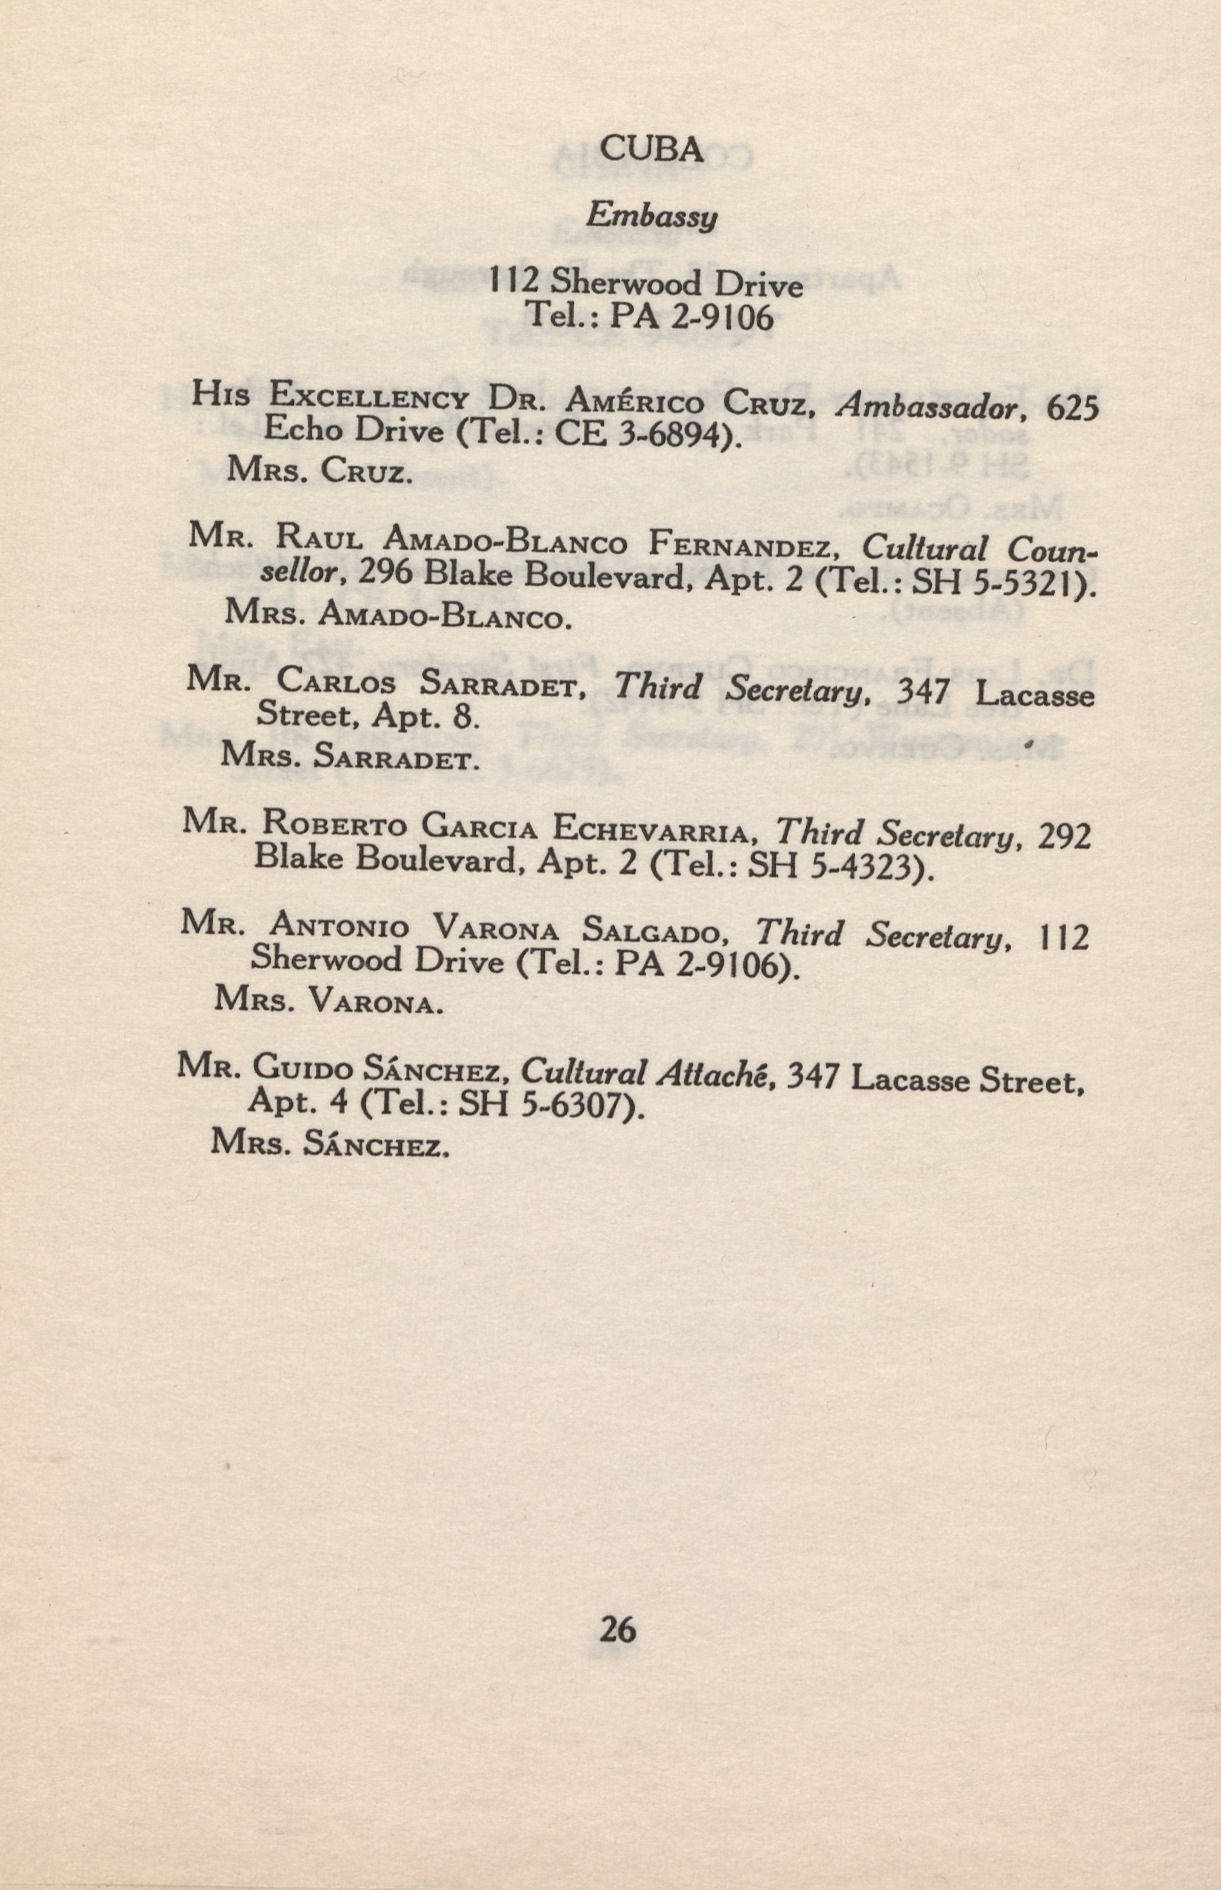 CUBA
Embassy
112 Sherwood Drive
Tel.: PA 2-9106
HIS EXCELLENCY DR. AMÉRICO CRUZ, Ambassador, 625
Echo Drive (Tel.: CE 3-6894).
MRS. CRUZ.
MR. RAUL AMADO-BLANCO FERNANDEZ, Cultural Coun-
sellor, 296 Blake Boulevard, Apt. 2 (Tel.: SH 5-5321).
MRS. AMADO-BLANCO.
MR. CARLOS SARRADET, Third Secretary, 347 Lacasse
Street, Apt. 8.
MRS. SARRADET.
MR. ROBERTO GARCIA ECHEVARRIA, Third Secretary, 292
Blake Boulevard, Apt. 2 (Tel.: SH 5-4323).
MR. ANTONIO VARONA SALGADO, Third Secretary, 112
Sherwood Drive (Tel.: PA 2-9106).
MRS. VARONA.
MR. GUIDO SÁNCHEZ, Cultural Attaché, 347 Lacasse Street,
Apt. 4 (Tel.: SH 5-6307).
MRS. SÁNCHEZ.
26